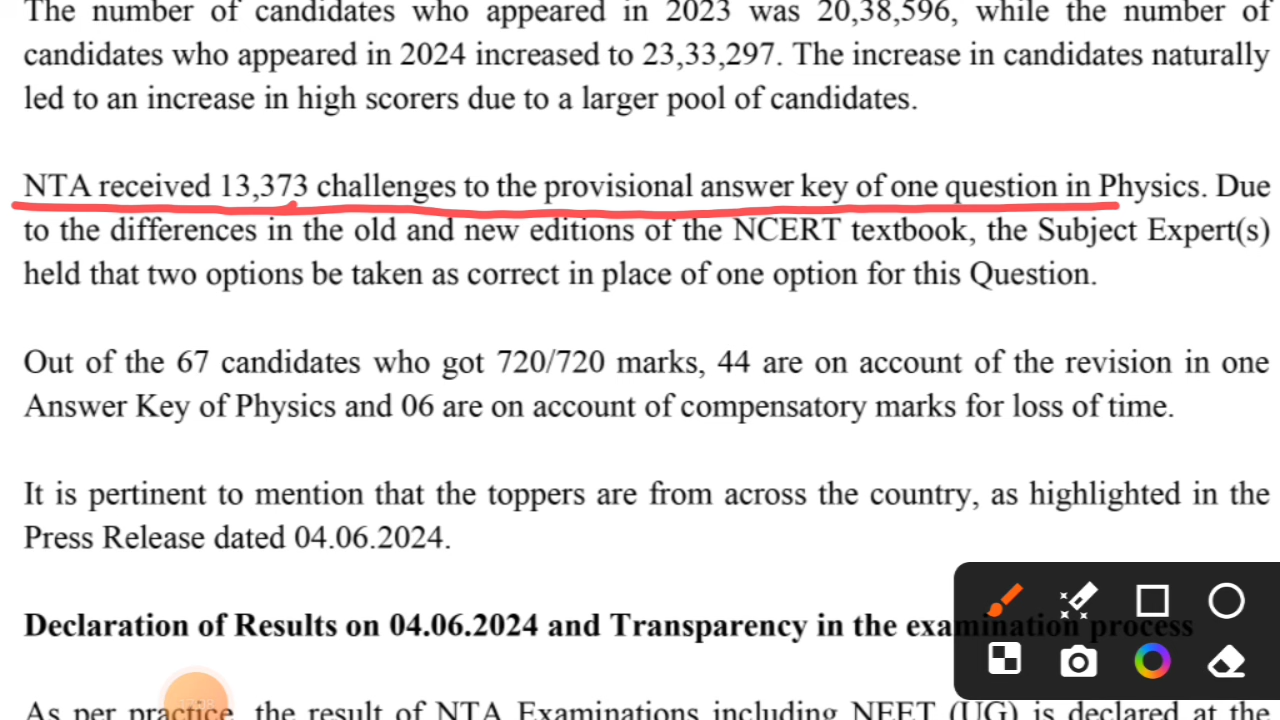 The number of candidates who appeared in 2023 was 20,38,596, while the number of
candidates who appeared in 2024 increased to 23,33,297. The increase in candidates naturally
led to an increase in high scorers due to a larger pool of candidates.
NTA received 13,373 challenges to the provisional answer key of one question in Physics. Due
to the differences in the old and new editions of the NCERT textbook, the Subject Expert(s)
held that two options be taken as correct in place of one option for this Question.
Out of the 67 candidates who got 720/720 marks, 44 are on account of the revision in one
Answer Key of Physics and 06 are on account of compensatory marks for loss of time.
It is pertinent to mention that the toppers are from across the country, as highlighted in the
Press Release dated 04.06.2024.
Declaration of Results on 04.06.2024 and Transparency in the examination process
As per practice, the result of NTA Examinations including NEET (UG) is declared at the